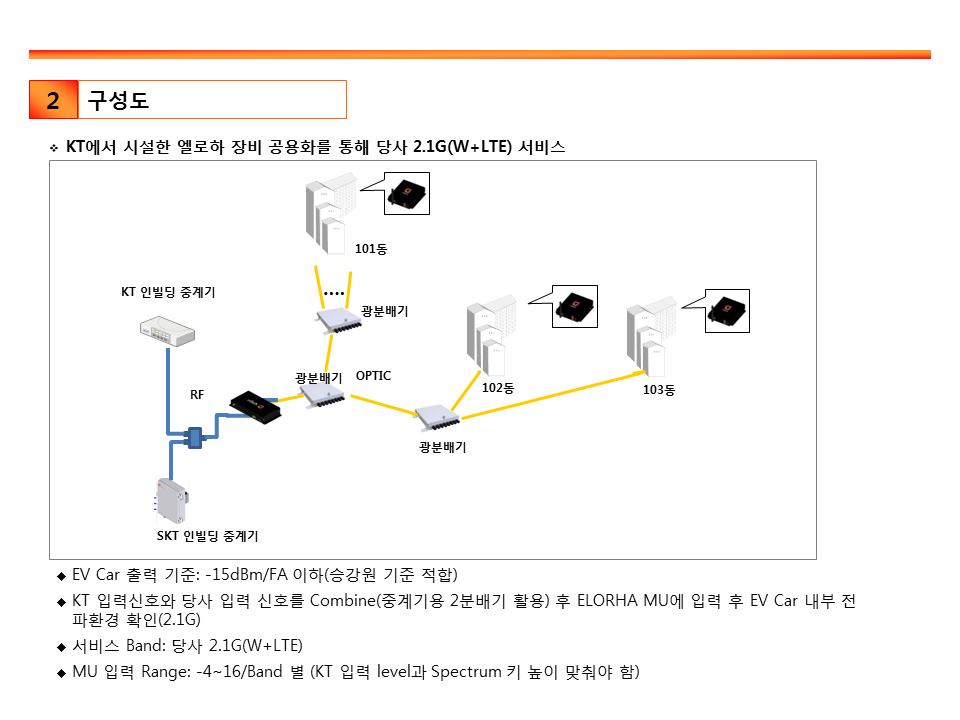 2 구성도
❖ KT에서 시설한 엘로하 장비 공용화를 통해 당사 2.1G(W+LTE) 서비스
101동
KT 인빌딩 중계기
광분배기
광분배기
OPTIC
RF
102동
103동
광분배기
SKT 인빌딩 중계기
◆ EV Car 출력 기준: -15dBm/FA 이하(승강원 기준 적합)
◆ KT 입력신호와 당사 입력 신호를 Combine(중계기용 2분배기 활용) 후 ELORHA MU에 입력 후 EV Car 내부 전
파환경 확인(2.1G)
◆ 서비스 Band: 당사 2.1G(W+LTE)
◆ MU 입력 Range: -4~16/Band 별 (KT 입력 level과 Spectrum 키 높이 맞춰야 함)